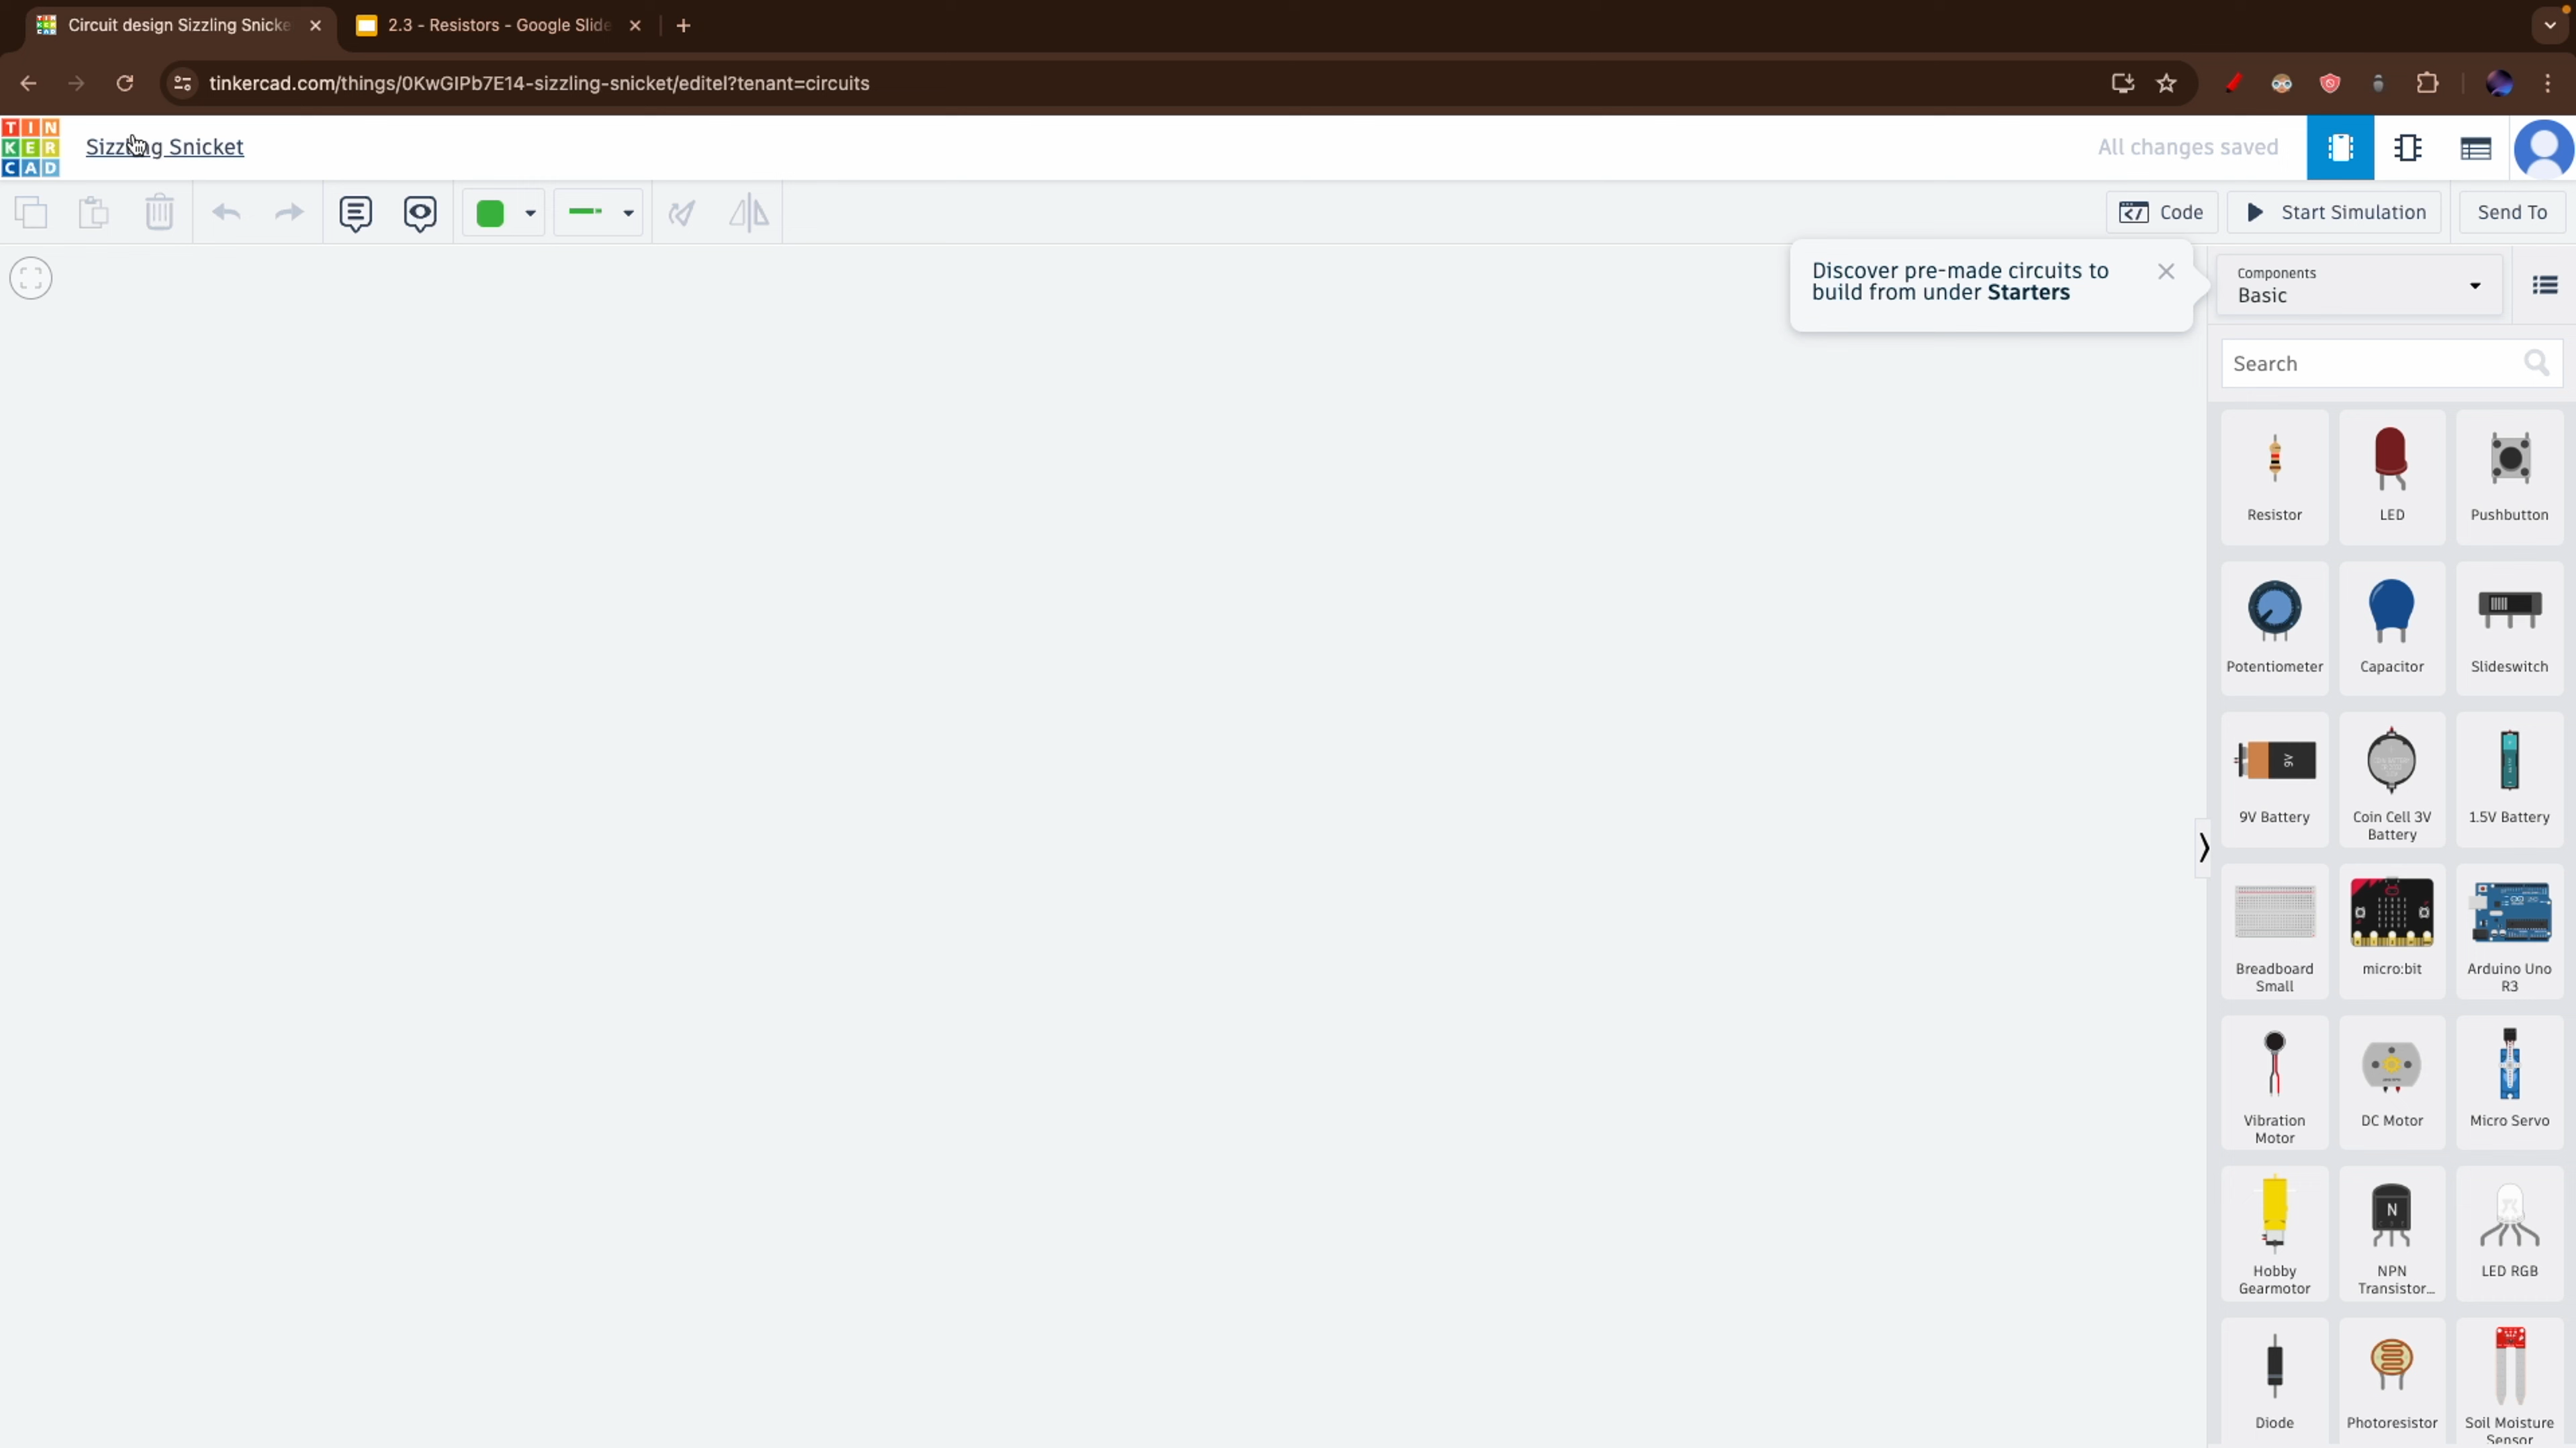 Circuit design Sizzling Snicke
2.3 - Resistors - Google Slide
tinkercad.com/things/0KwGIPb7E14-sizzling-snicket/editel?tenant=circuits
TIN
KER
CAD
Sizzling Snicket
All changes saved
Code
Start Simulation
Send To
Discover pre-made circuits to
build from under Starters
Components
Basic
Search
Resistor
LED
Pushbutton
Potentiometer
Capacitor
Slideswitch
9V
9V Battery
Coin Cell 3V
Battery
1.5V Battery
Breadboard
Small
micro:bit
Arduino Uno
R3
Vibration
Motor
DC Motor
Micro Servo
Hobby
Gearmotor
N
NPN
Transistor...
LED RGB
Diode
Photoresistor
Soil Moisture
Sensor